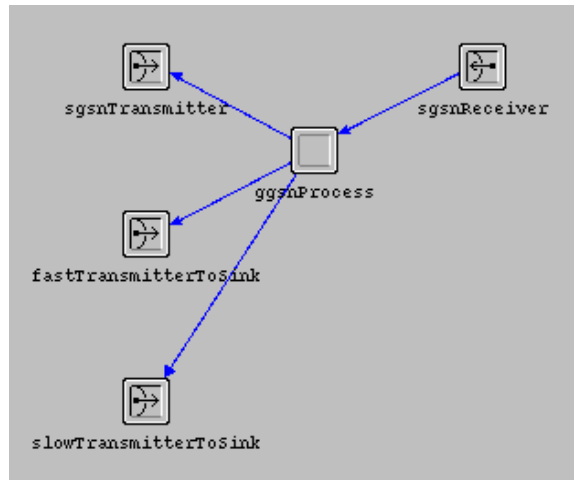 sgsnTransmitter
sgsnReceiver
ggsnProcess
fastTransmitterToSink
slowTransmitterToSink